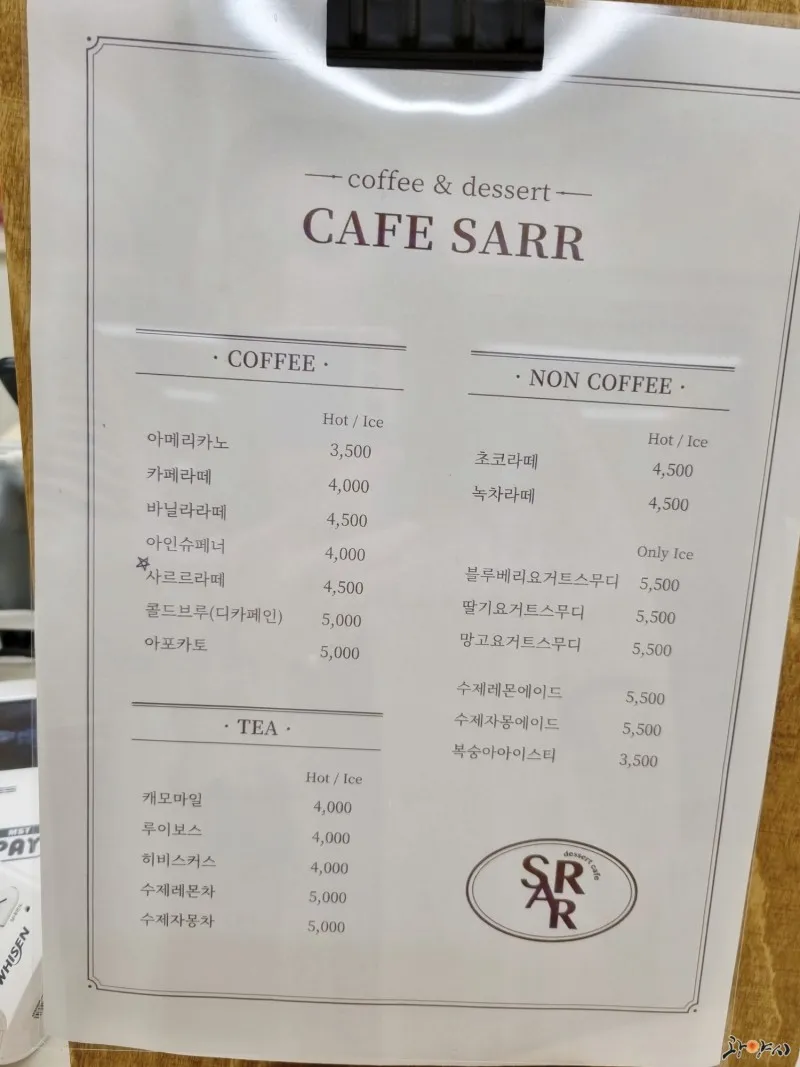 coffee & dessert
CAFE SARR
· COFFEE ·
Hot / Ice
아메리카노 3,500
카페라떼 4,000
바닐라라떼 4,500
아인슈페너 4,000
사르르라떼 4,500
콜드브루(디카페인) 5,000
아포카토 5,000
· TEA ·
Hot / Ice
캐모마일 4,000
루이보스 4,000
히비스커스 4,000
수제레몬차 5,000
수제자몽차 5,000
· NON COFFEE ·
Hot / Ice
초코라떼 4,500
녹차라떼 4,500
Only Ice
블루베리요거트스무디 5,500
딸기요거트스무디 5,500
망고요거트스무디 5,500
수제레몬에이드 5,500
수제자몽에이드 5,500
복숭아아이스티 3,500
dessert cafe
SARR
PAY
WHISEN
광양시